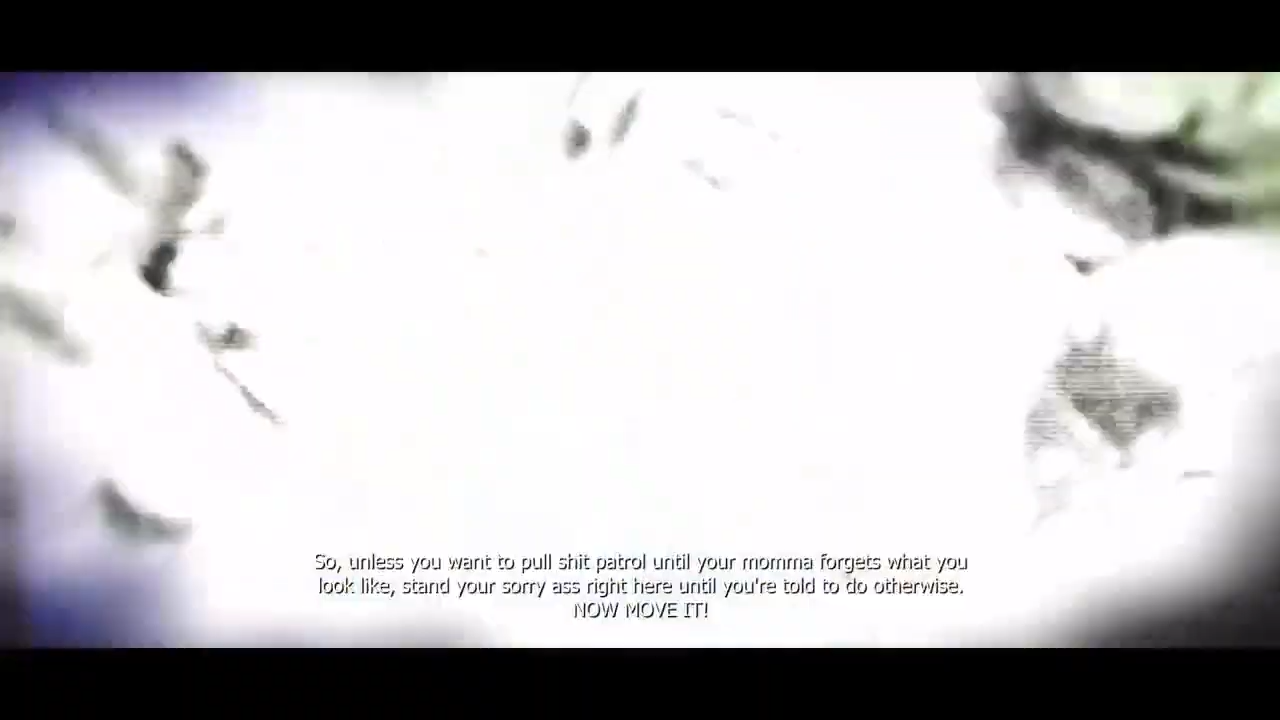 So, unless you want to pull shit patrol until your momma forgets what you
look like, stand your sorry ass right here until you're told to do otherwise.
NOW MOVE IT!